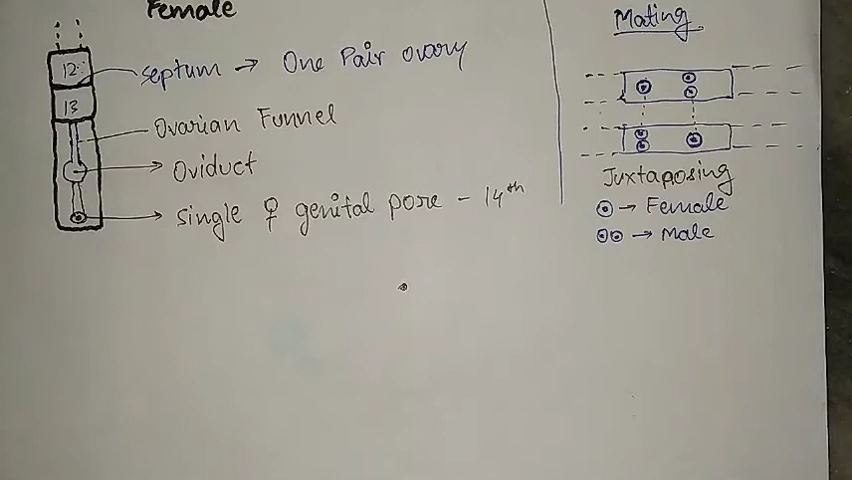 Female
12
septum → One Pair ovary
13
Ovarian Funnel
Oviduct
Single ♀ genital pore - 14th
Mating
Juxtaposing
→ Female
→ Male